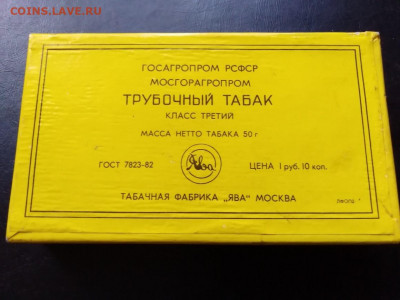 COINS.LAVE.RU
ГОСАГРОПРОМ РСФСР
МОСГОРАГРОПРОМ
ТРУБОЧНЫЙ ТАБАК
КЛАСС ТРЕТИЙ
МАССА НЕТТО ТАБАКА 50 г
ГОСТ 7823-82
Ява
ЦЕНА 1 руб. 10 коп.
ТАБАЧНАЯ ФАБРИКА „ЯВА" МОСКВА